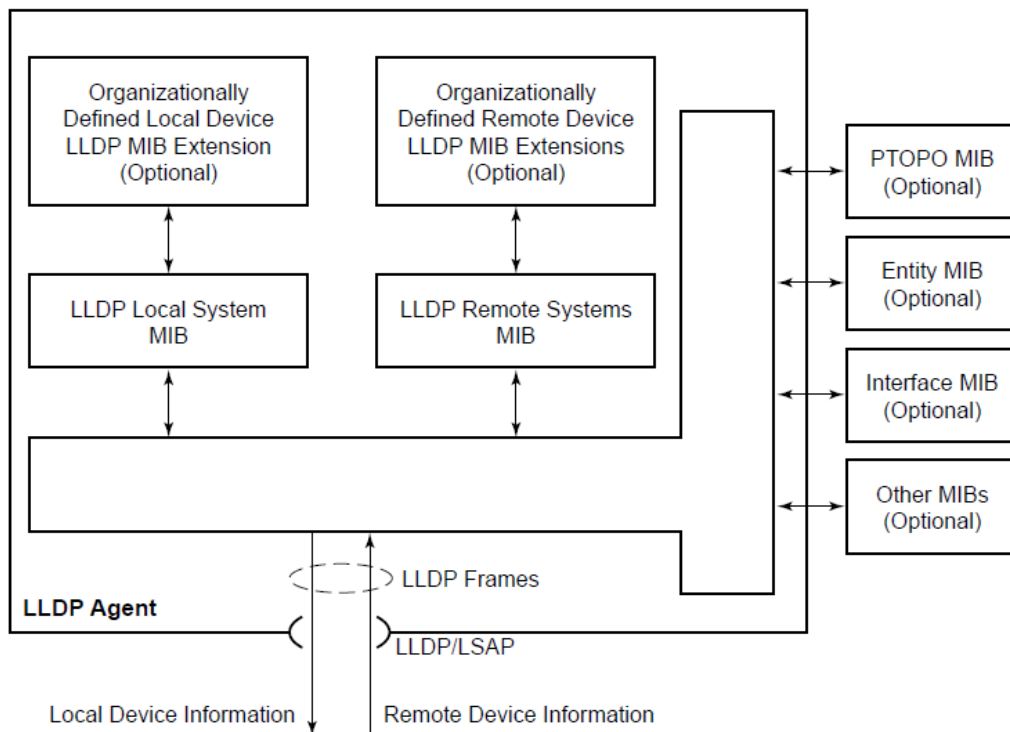 Organizationally
Defined Local Device
LLDP MIB Extension
(Optional)
Organizationally
Defined Remote Device
LLDP MIB Extensions
(Optional)
PTOPO MIB
(Optional)
LLDP Local System
MIB
LLDP Remote Systems
MIB
Entity MIB
(Optional)
Interface MIB
(Optional)
Other MIBs
(Optional)
LLDP Frames
LLDP Agent
LLDP/LSAP
Local Device Information
Remote Device Information